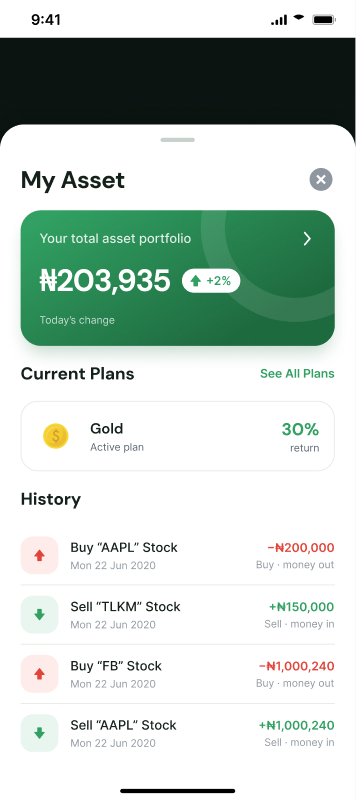 9:41
My Asset
Your total asset portfolio
₦203,935
+2%
Today's change
Current Plans
See All Plans
Gold
30%
Active plan
return
History
Buy “AAPL” Stock
−₦200,000
Mon 22 Jun 2020
Buy · money out
Sell “TLKM” Stock
+₦150,000
Mon 22 Jun 2020
Sell · money in
Buy “FB” Stock
−₦1,000,240
Mon 22 Jun 2020
Buy · money out
Sell “AAPL” Stock
+₦1,000,240
Mon 22 Jun 2020
Sell · money in